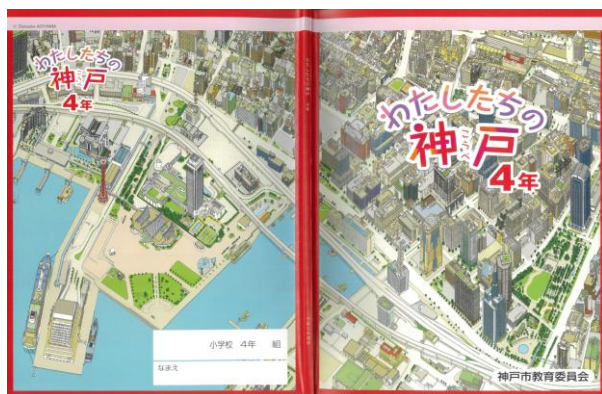 わたしたちの
神戸
4年
小学校 4年 組
なまえ
わたしたちの
神戸
こうべ
4年
神戸市教育委員会